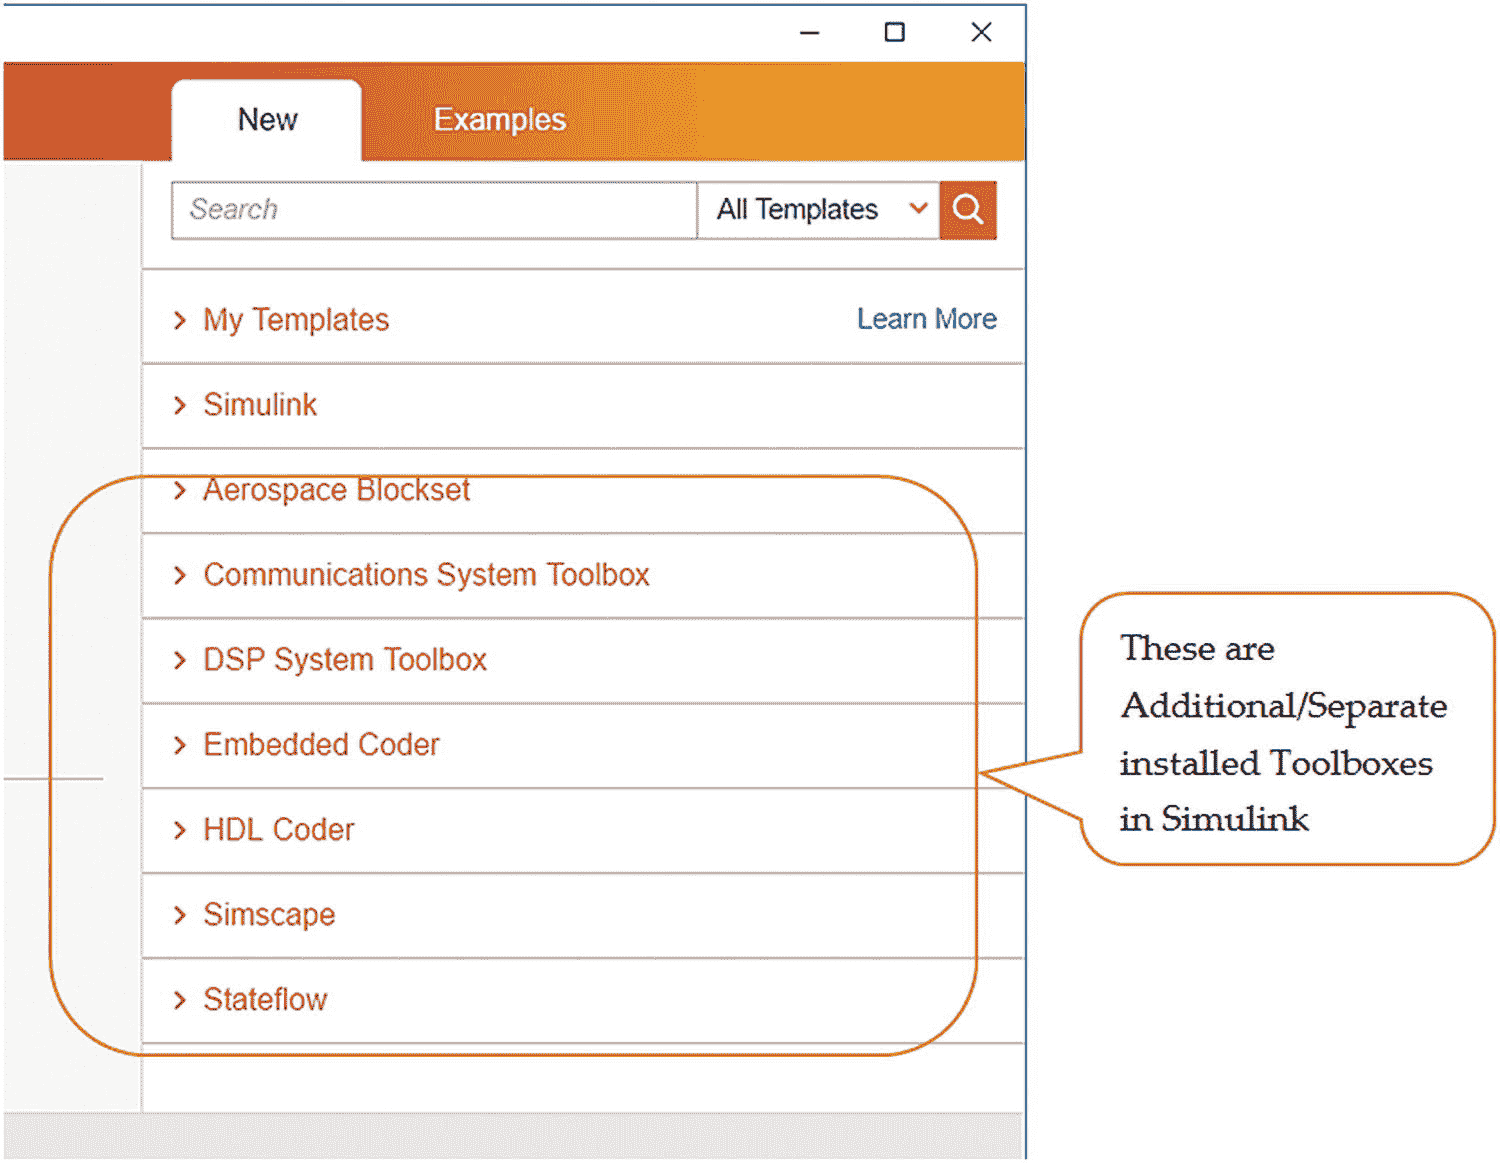 New
Examples
Search
All Templates
My Templates
Learn More
Simulink
Aerospace Blockset
Communications System Toolbox
DSP System Toolbox
Embedded Coder
HDL Coder
Simscape
Stateflow
These are
Additional/Separate
installed Toolboxes
in Simulink